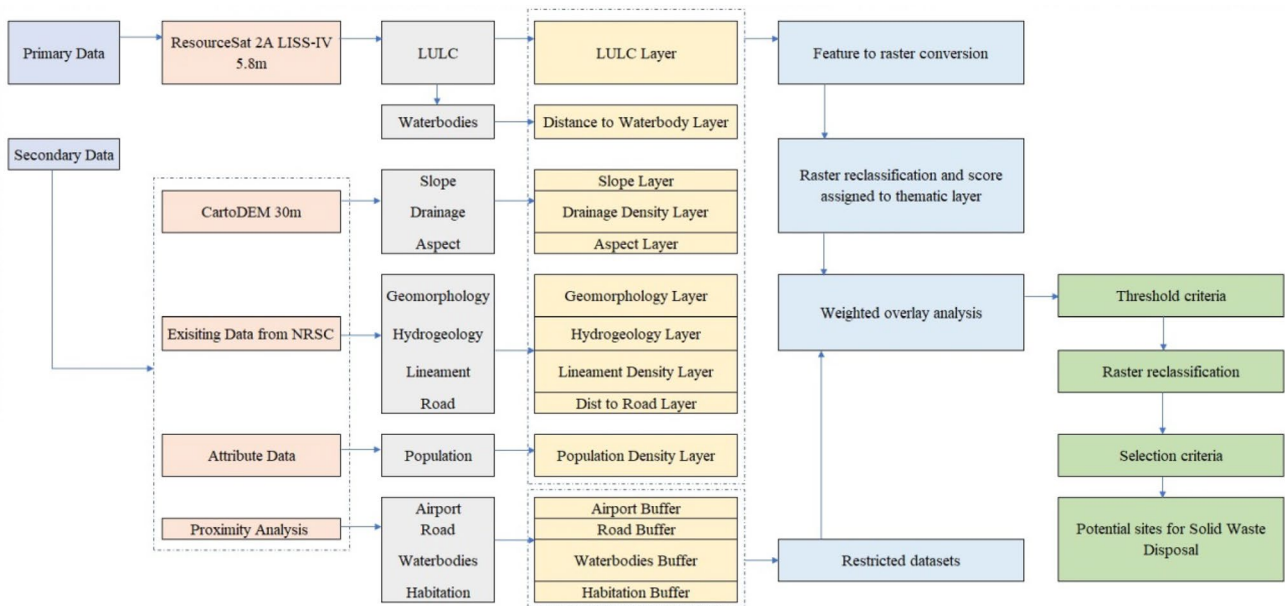 Primary Data
ResourceSat 2A LISS-IV
5.8m
LULC
LULC Layer
Feature to raster conversion
Waterbodies
Distance to Waterbody Layer
Secondary Data
CartoDEM 30m
Slope
Drainage
Aspect
Slope Layer
Drainage Density Layer
Aspect Layer
Raster reclassification and score
assigned to thematic layer
Exisiting Data from NRSC
Geomorphology
Hydrogeology
Lineament
Road
Geomorphology Layer
Hydrogeology Layer
Lineament Density Layer
Dist to Road Layer
Weighted overlay analysis
Threshold criteria
Raster reclassification
Attribute Data
Population
Population Density Layer
Selection criteria
Proximity Analysis
Airport
Road
Waterbodies
Habitation
Airport Buffer
Road Buffer
Waterbodies Buffer
Habitation Buffer
Restricted datasets
Potential sites for Solid Waste
Disposal